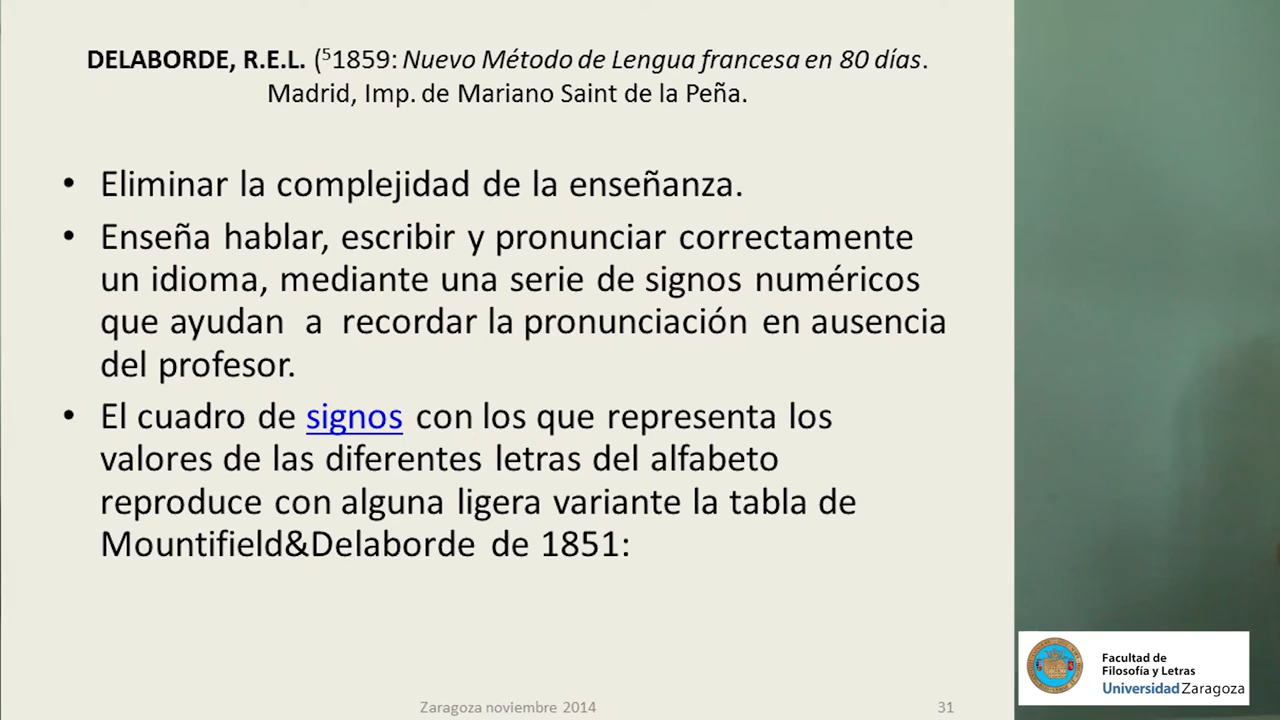 DELABORDE, R.E.L. (⁵1859: Nuevo Método de Lengua francesa en 80 días.
Madrid, Imp. de Mariano Saint de la Peña.
• Eliminar la complejidad de la enseñanza.
• Enseña hablar, escribir y pronunciar correctamente
un idioma, mediante una serie de signos numéricos
que ayudan a recordar la pronunciación en ausencia
del profesor.
• El cuadro de signos con los que representa los
valores de las diferentes letras del alfabeto
reproduce con alguna ligera variante la tabla de
Mountifield&Delaborde de 1851:
Zaragoza noviembre 2014
31
Facultad de
Filosofía y Letras
Universidad Zaragoza